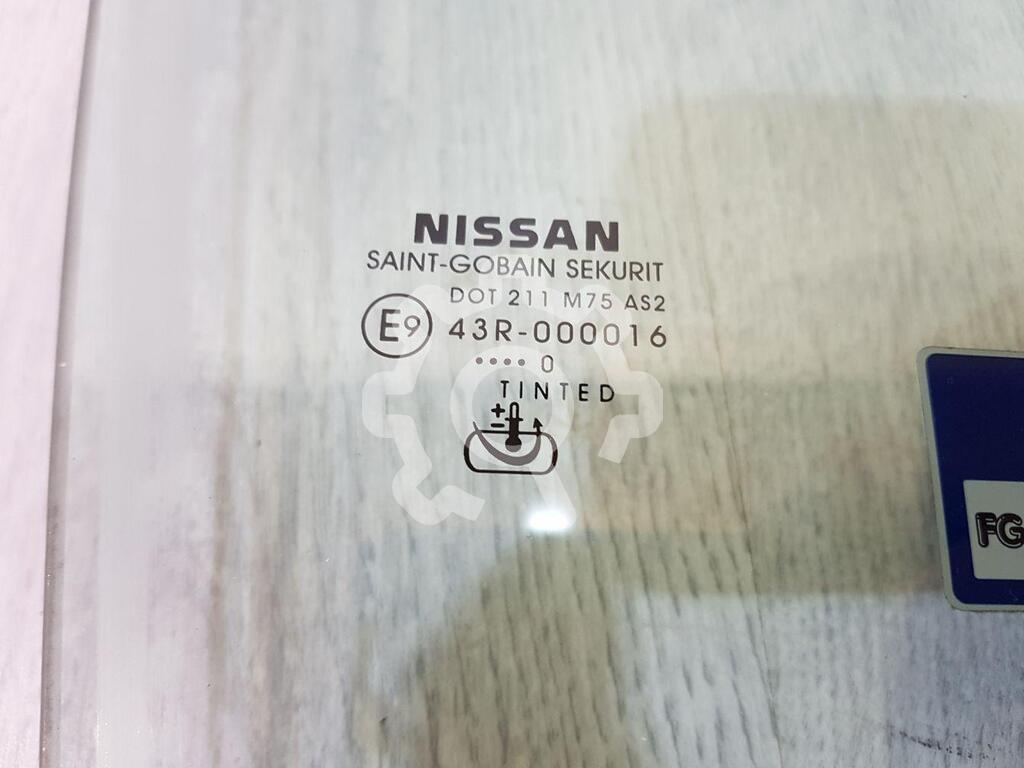 NISSAN
SAINT-GOBAIN SEKURIT
DOT 211 M75 AS2
E9 43R-000016
•••• 0
TINTED
+
−
FG